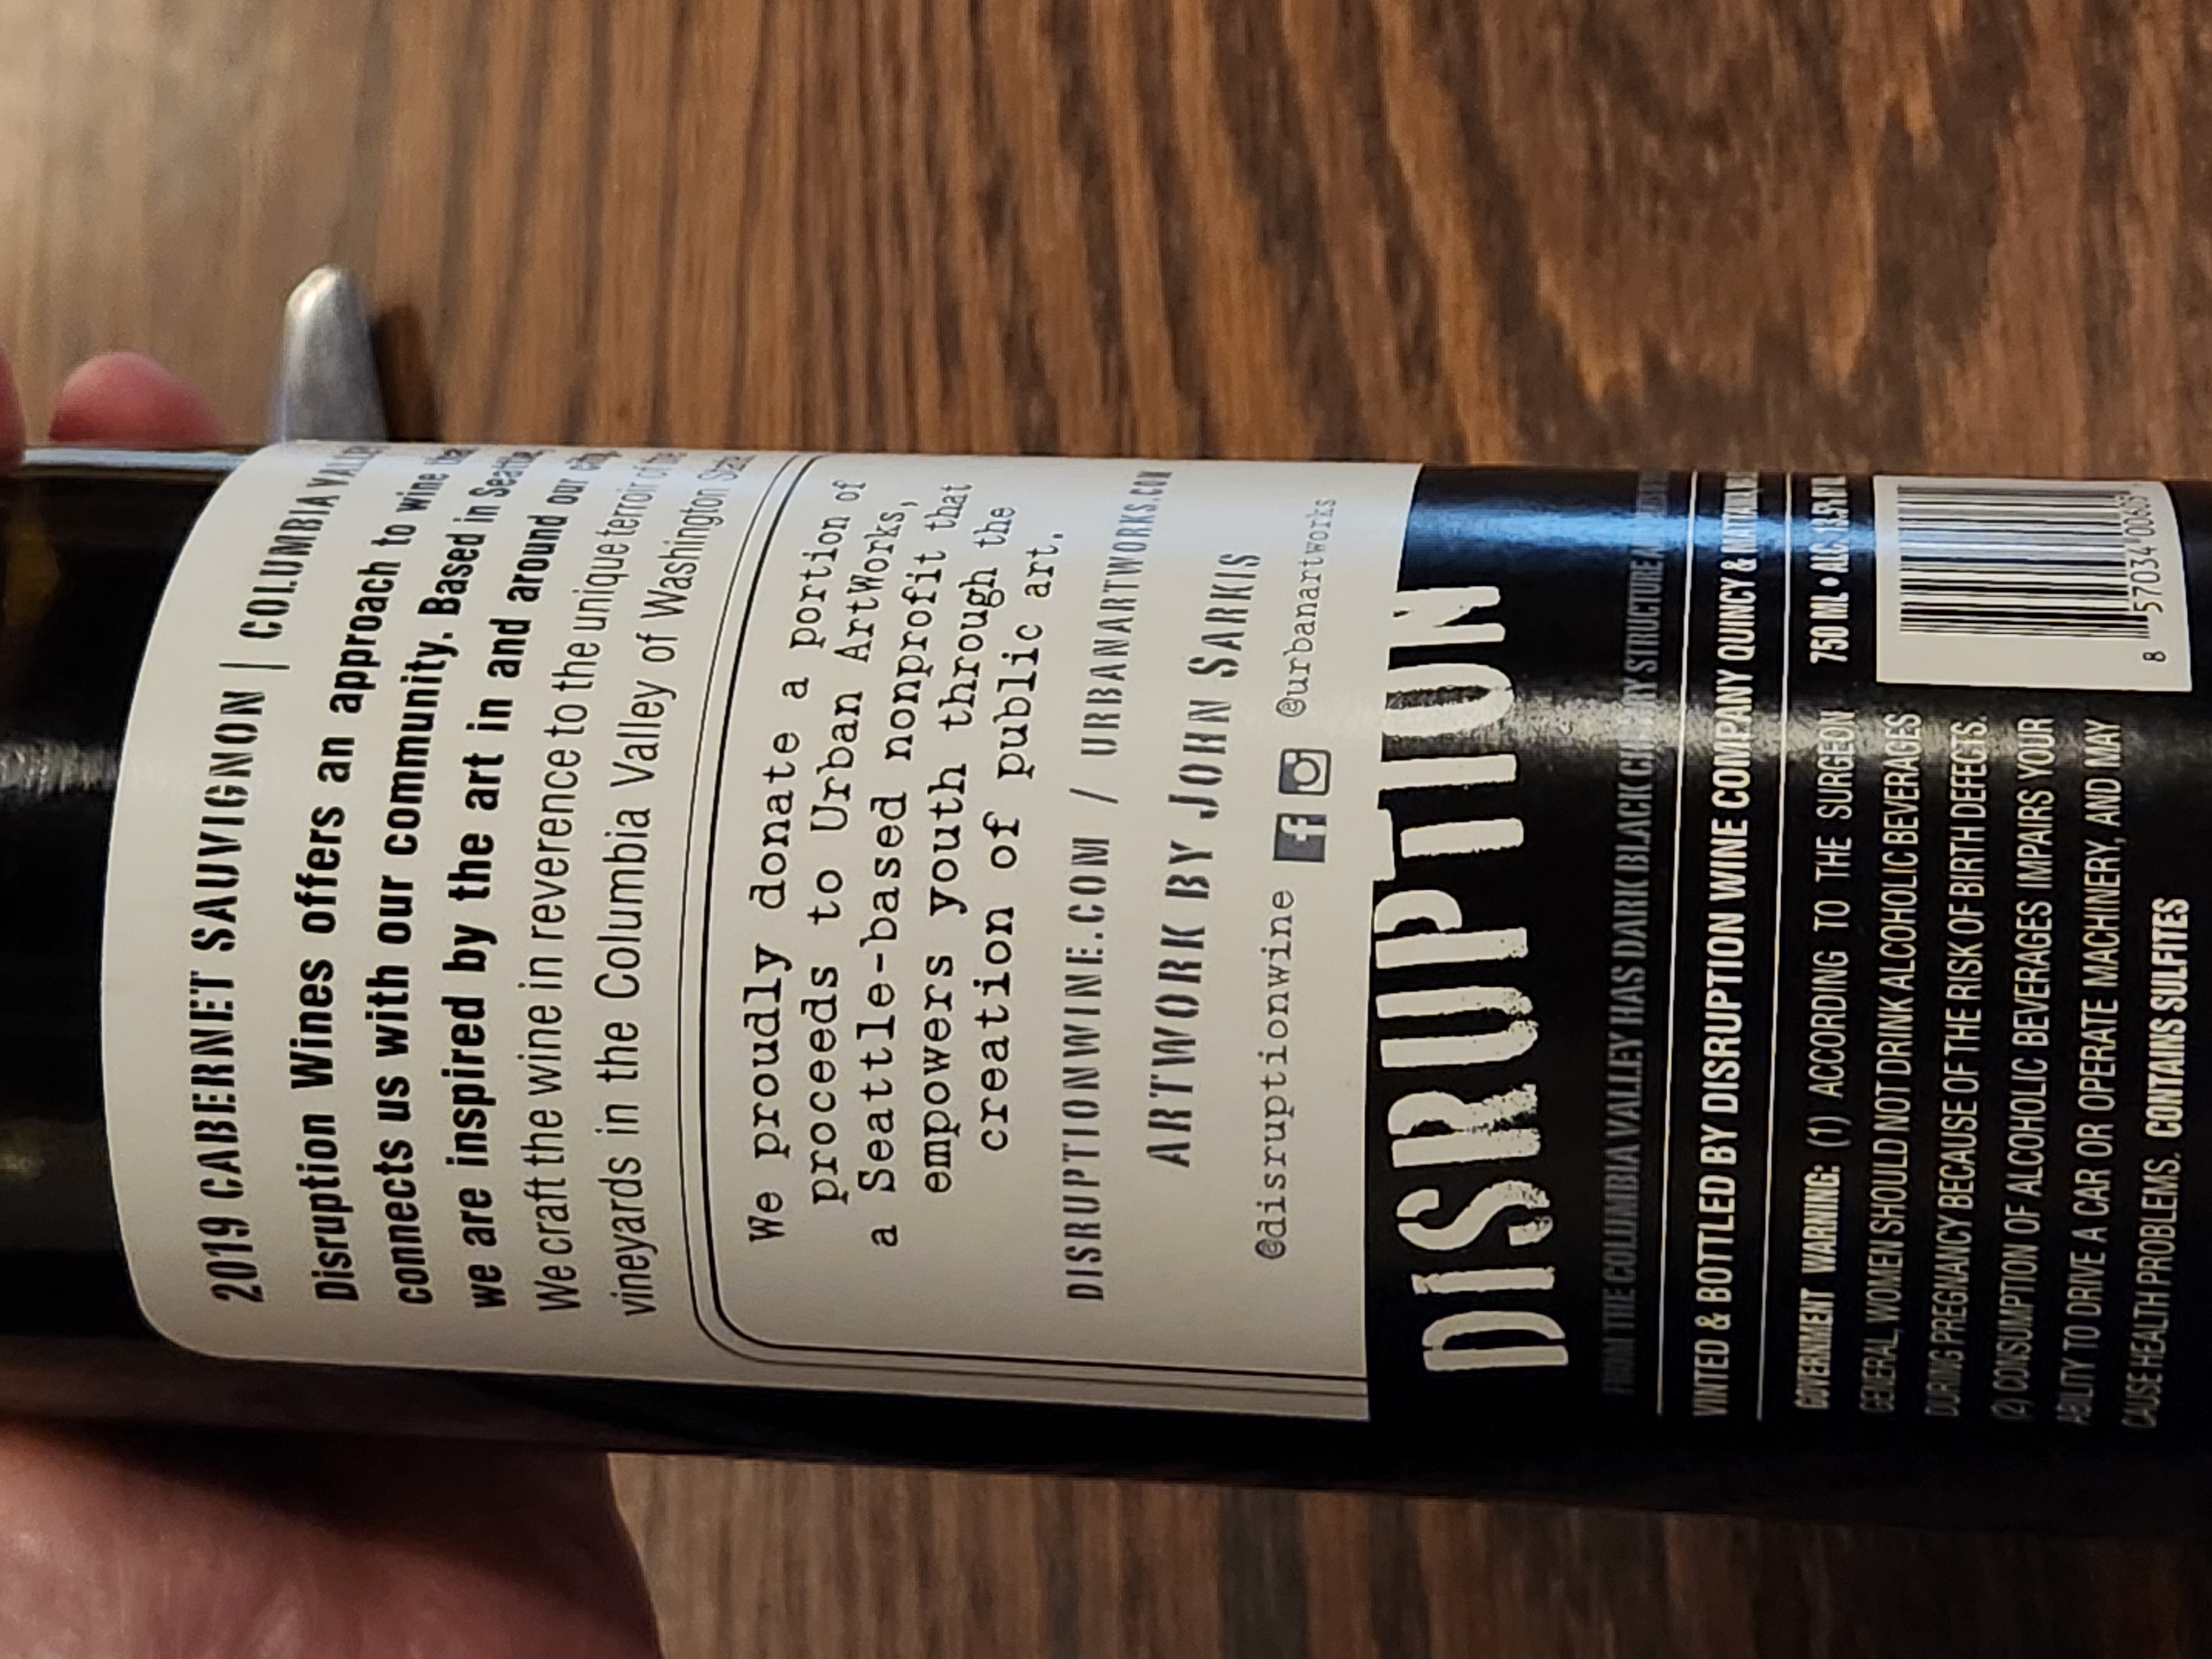 2019 CABERNET SAUVIGNON | COLUMBIA VALLEY
Disruption Wines offers an approach to wine that
connects us with our community. Based in Seattle,
we are inspired by the art in and around our city.
We craft the wine in reverence to the unique terroir of the
vineyards in the Columbia Valley of Washington State.
We proudly donate a portion of
proceeds to Urban ArtWorks,
a Seattle-based nonprofit that
empowers youth through the
creation of public art.
DISRUPTIONWINE.COM / URBANARTWORKS.COM
ARTWORK BY JOHN SARKIS
@disruptionwine f @urbanartworks
DISRUPTION
FROM THE COLUMBIA VALLEY HAS DARK BLACK CHERRY STRUCTURE
VINTED & BOTTLED BY DISRUPTION WINE COMPANY QUINCY & MATTAWA,
GOVERNMENT WARNING: (1) ACCORDING TO THE SURGEON
GENERAL, WOMEN SHOULD NOT DRINK ALCOHOLIC BEVERAGES
DURING PREGNANCY BECAUSE OF THE RISK OF BIRTH DEFECTS.
(2) CONSUMPTION OF ALCOHOLIC BEVERAGES IMPAIRS YOUR
ABILITY TO DRIVE A CAR OR OPERATE MACHINERY, AND MAY
CAUSE HEALTH PROBLEMS. CONTAINS SULFITES
750 ML • ALC.
8 57034